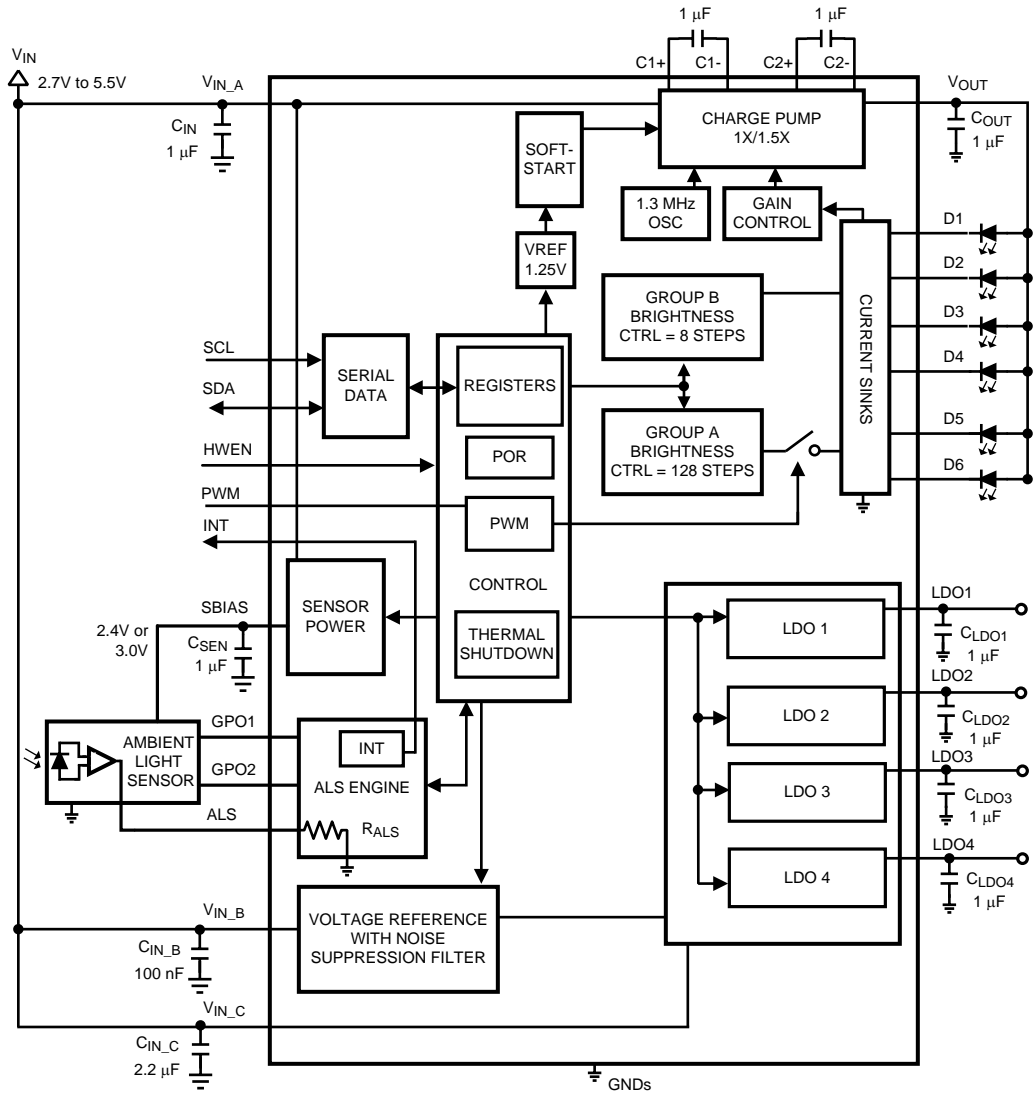 1 μF
1 μF
VIN
2.7V to 5.5V
C1+
C1-
C2+
C2-
VIN_A
VOUT
CIN
1 μF
CHARGE PUMP
1X/1.5X
COUT
1 μF
SOFT-
START
1.3 MHz
OSC
GAIN
CONTROL
VREF
1.25V
D1
D2
D3
D4
D5
D6
CURRENT SINKS
GROUP B
BRIGHTNESS
CTRL = 8 STEPS
SCL
SDA
SERIAL
DATA
REGISTERS
GROUP A
BRIGHTNESS
CTRL = 128 STEPS
HWEN
POR
PWM
PWM
INT
CONTROL
SENSOR
POWER
SBIAS
2.4V or
3.0V
CSEN
1 μF
THERMAL
SHUTDOWN
LDO 1
LDO1
CLDO1
1 μF
LDO 2
LDO2
CLDO2
1 μF
LDO 3
LDO3
CLDO3
1 μF
LDO 4
LDO4
CLDO4
1 μF
GPO1
GPO2
ALS
AMBIENT
LIGHT
SENSOR
INT
ALS ENGINE
RALS
VIN_B
CIN_B
100 nF
VOLTAGE REFERENCE
WITH NOISE
SUPPRESSION FILTER
VIN_C
CIN_C
2.2 μF
GNDs